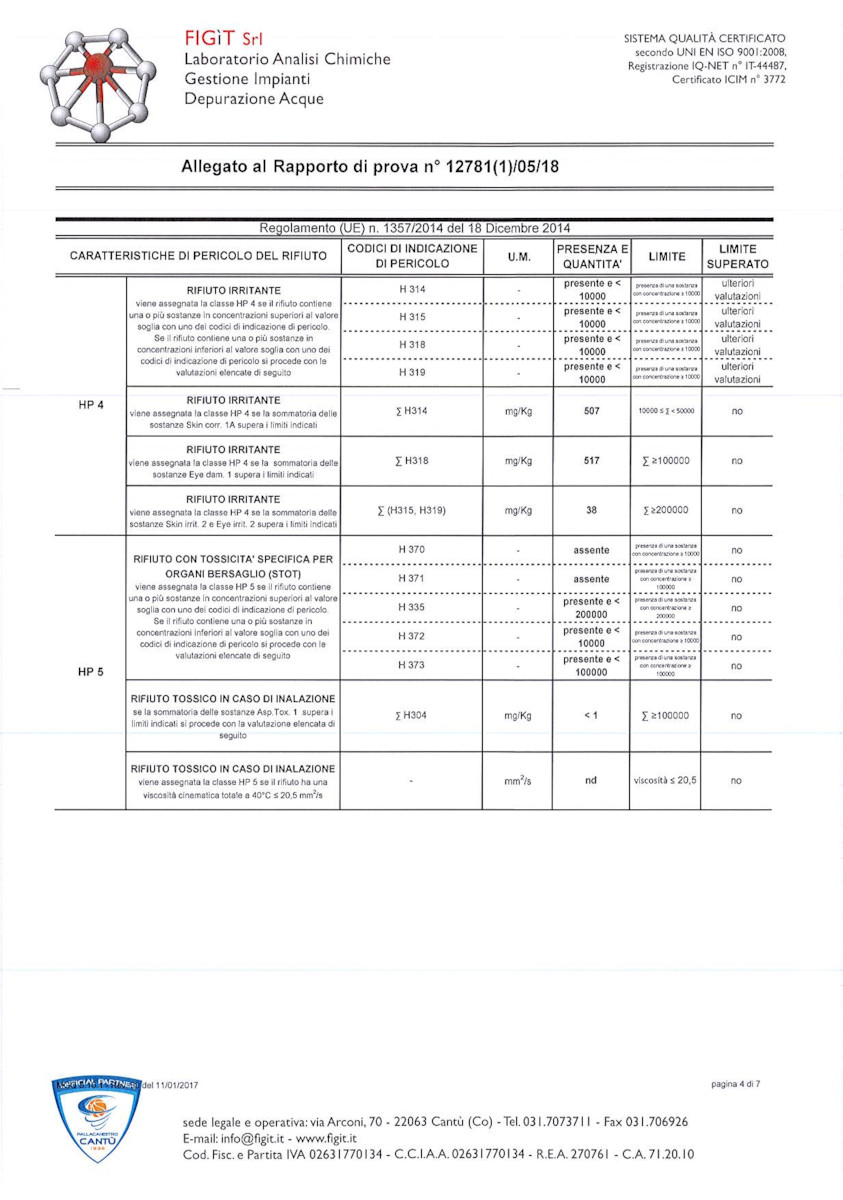 FIGìT Srl
Laboratorio Analisi Chimiche
Gestione Impianti
Depurazione Acque
SISTEMA QUALITÀ CERTIFICATO
secondo UNI EN ISO 9001:2008,
Registrazione IQ-NET n° IT-44487,
Certificato ICIM n° 3772
Allegato al Rapporto di prova n° 12781(1)/05/18
Regolamento (UE) n. 1357/2014 del 18 Dicembre 2014
CARATTERISTICHE DI PERICOLO DEL RIFIUTO
CODICI DI INDICAZIONE
DI PERICOLO
U.M.
PRESENZA E
QUANTITA'
LIMITE
LIMITE
SUPERATO
HP 4
RIFIUTO IRRITANTE
viene assegnata la classe HP 4 se il rifiuto contiene
una o più sostanze in concentrazioni superiori al valore
soglia con uno dei codici di indicazione di pericolo.
Se il rifiuto contiene una o più sostanze in
concentrazioni inferiori al valore soglia con uno dei
codici di indicazione di pericolo si procede con le
valutazioni elencate di seguito
H 314
-
presente e <
10000
presenza di una sostanza
con concentrazione ≥ 10000
ulteriori
valutazioni
H 315
-
presente e <
10000
presenza di una sostanza
con concentrazione ≥ 10000
ulteriori
valutazioni
H 318
-
presente e <
10000
presenza di una sostanza
con concentrazione ≥ 10000
ulteriori
valutazioni
H 319
-
presente e <
10000
presenza di una sostanza
con concentrazione ≥ 10000
ulteriori
valutazioni
RIFIUTO IRRITANTE
viene assegnata la classe HP 4 se la sommatoria delle
sostanze Skin corr. 1A supera i limiti indicati
∑ H314
mg/Kg
507
10000 ≤ ∑ < 50000
no
RIFIUTO IRRITANTE
viene assegnata la classe HP 4 se la sommatoria delle
sostanze Eye dam. 1 supera i limiti indicati
∑ H318
mg/Kg
517
∑ ≥100000
no
RIFIUTO IRRITANTE
viene assegnata la classe HP 4 se la sommatoria delle
sostanze Skin irrit. 2 e Eye irrit. 2 supera i limiti indicati
∑ (H315, H319)
mg/Kg
38
∑ ≥200000
no
HP 5
RIFIUTO CON TOSSICITA' SPECIFICA PER
ORGANI BERSAGLIO (STOT)
viene assegnata la classe HP 5 se il rifiuto contiene
una o più sostanze in concentrazioni superiori al valore
soglia con uno dei codici di indicazione di pericolo.
Se il rifiuto contiene una o più sostanze in
concentrazioni inferiori al valore soglia con uno dei
codici di indicazione di pericolo si procede con le
valutazioni elencate di seguito
H 370
-
assente
presenza di una sostanza
con concentrazione ≥ 10000
no
H 371
-
assente
presenza di una sostanza
con concentrazione ≥
100000
no
H 335
-
presente e <
200000
presenza di una sostanza
con concentrazione ≥
200000
no
H 372
-
presente e <
10000
presenza di una sostanza
con concentrazione ≥ 10000
no
H 373
-
presente e <
100000
presenza di una sostanza
con concentrazione ≥
100000
no
RIFIUTO TOSSICO IN CASO DI INALAZIONE
se la sommatoria delle sostanze Asp.Tox. 1 supera i
limiti indicati si procede con la valutazione elencata di
seguito
∑ H304
mg/Kg
< 1
∑ ≥100000
no
RIFIUTO TOSSICO IN CASO DI INALAZIONE
viene assegnata la classe HP 5 se il rifiuto ha una
viscosità cinematica totale a 40°C ≤ 20,5 mm²/s
-
mm²/s
nd
viscosità ≤ 20,5
no
OFFICIAL PARTNER
del 11/01/2017
pagina 4 di 7
PALLACANESTRO
CANTÙ
1936
sede legale e operativa: via Arconi, 70 - 22063 Cantù (Co) - Tel. 031.7073711 - Fax 031.706926
E-mail: info@figit.it - www.figit.it
Cod. Fisc. e Partita IVA 02631770134 - C.C.I.A.A. 02631770134 - R.E.A. 270761 - C.A. 71.20.10